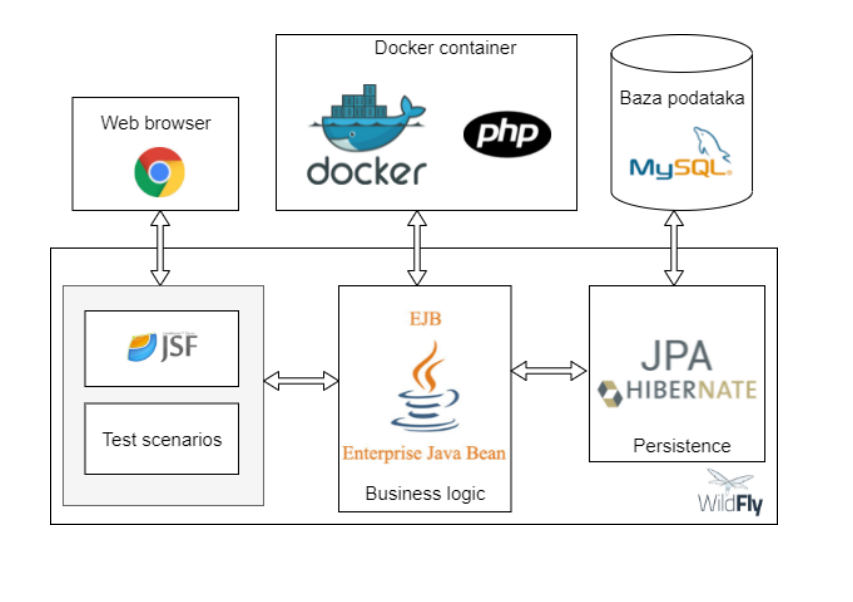 Docker container
Baza podataka
Web browser
docker
php
MySQL
JSF
Test scenarios
EJB
Enterprise Java Bean
Business logic
JPA
HIBERNATE
Persistence
WildFly